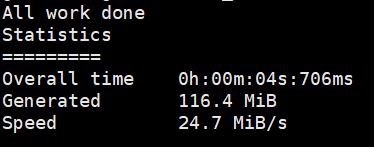 All work done
Statistics
=========
Overall time    0h:00m:04s:706ms
Generated       116.4 MiB
Speed           24.7 MiB/s